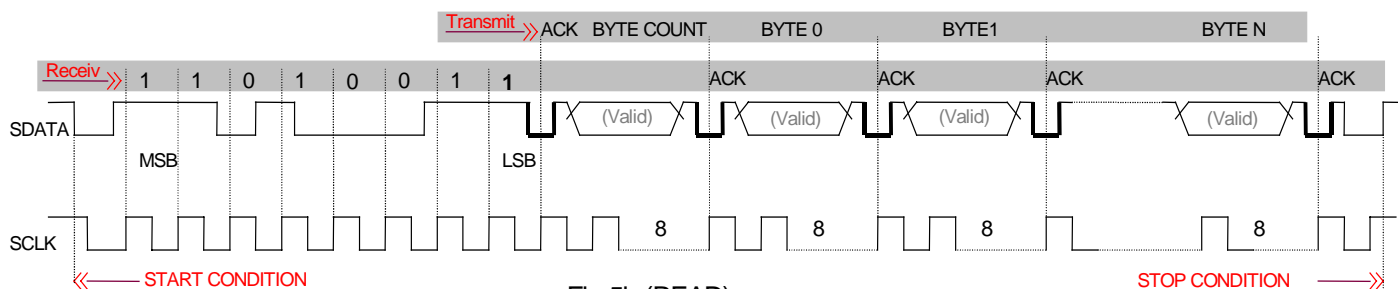 Transmit ACK BYTE COUNT BYTE 0 BYTE1 BYTE N
Receiv 1 1 0 1 0 0 1 1 ACK ACK ACK ACK
SDATA (Valid) (Valid) (Valid) (Valid)
MSB LSB
SCLK 8 8 8 8
START CONDITION STOP CONDITION
(READ)